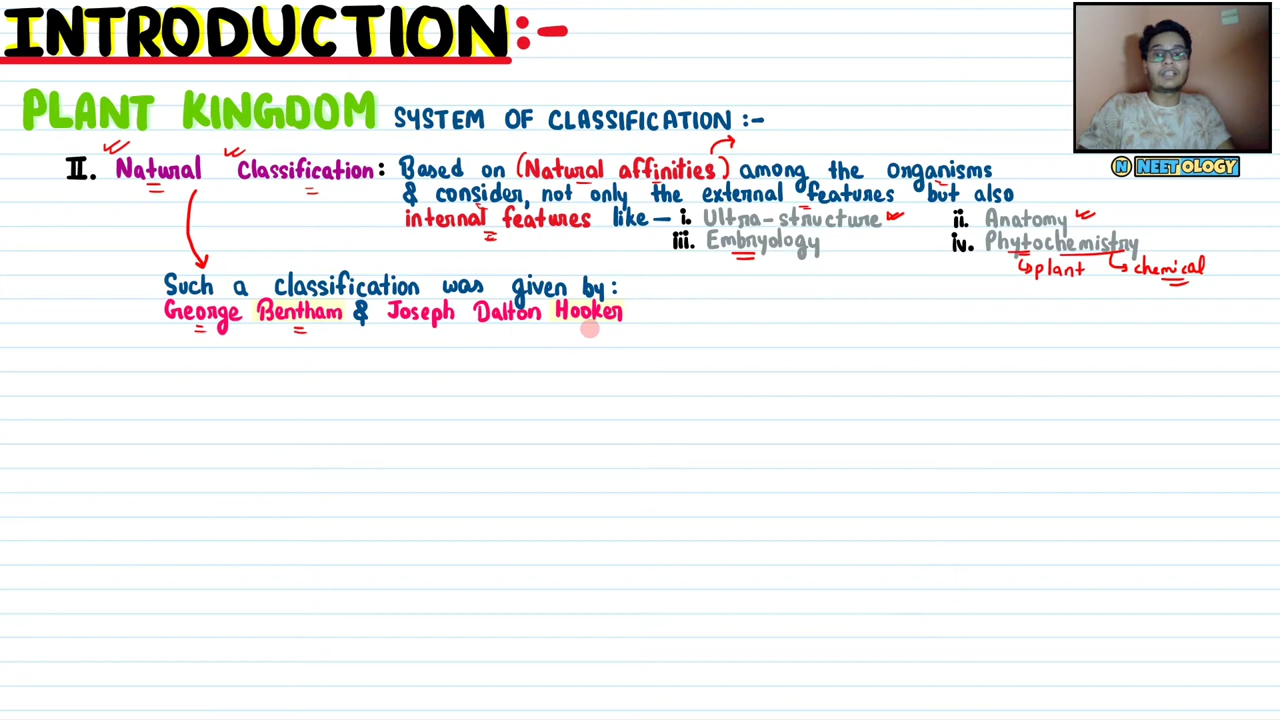 INTRODUCTION:-
PLANT KINGDOM SYSTEM OF CLASSIFICATION :-
II. Natural Classification: Based on (Natural affinities) among the organisms
& consider, not only the external features but also
internal features like — i. Ultra-structure ii. Anatomy
iii. Embryology iv. Phytochemistry
plant chemical
Such a classification was given by:
George Bentham & Joseph Dalton Hooker
N NEETOLOGY